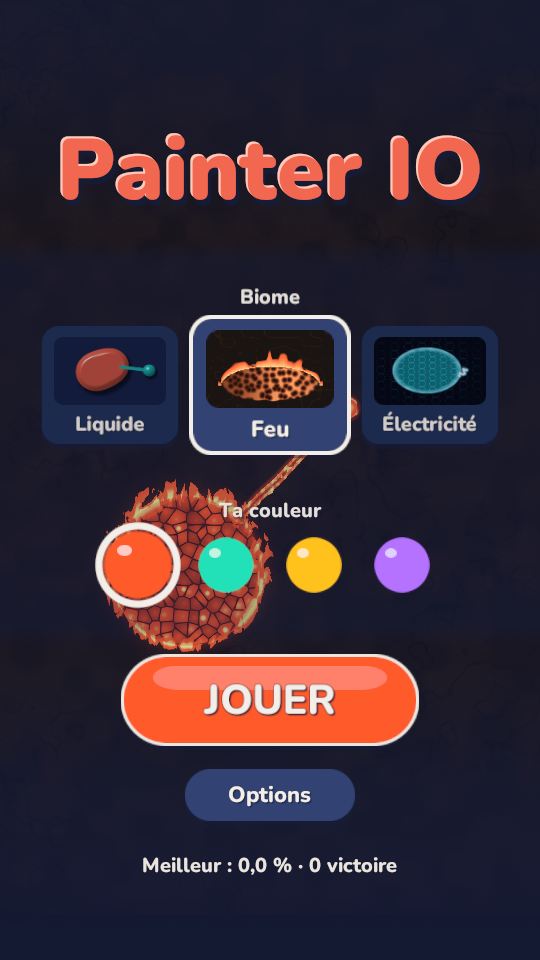 Painter IO
Biome
Liquide
Feu
Électricité
Ta couleur
JOUER
Options
Meilleur : 0,0 % · 0 victoire